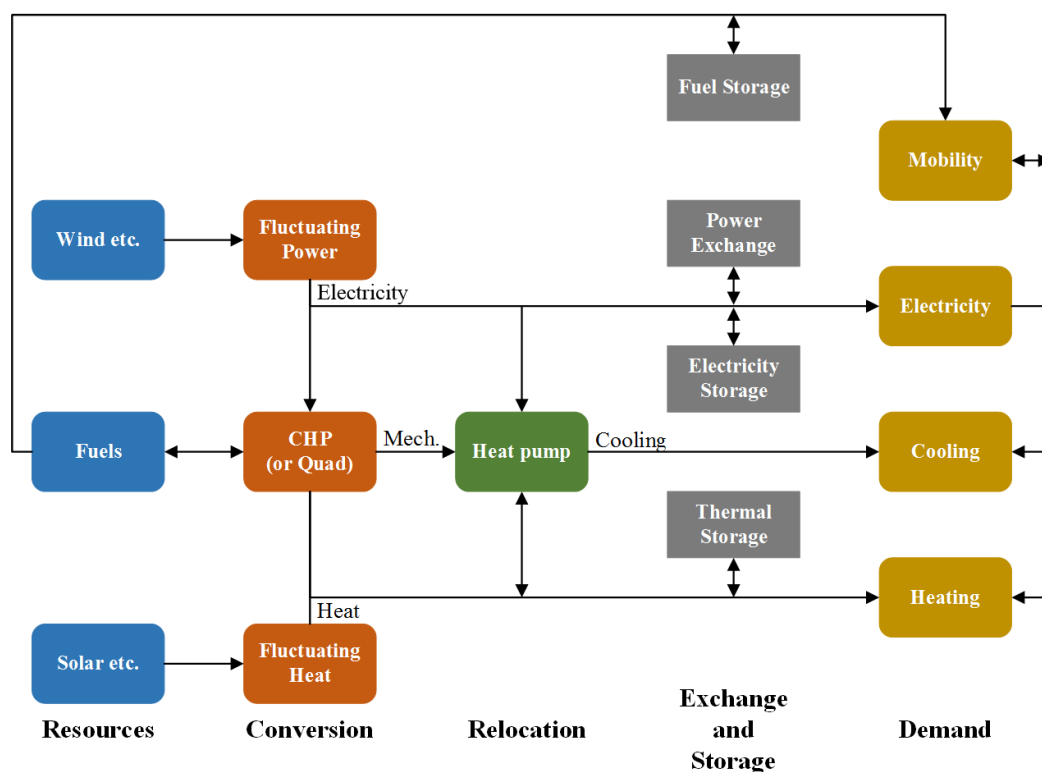 Fuel Storage
Mobility
Wind etc.
Fluctuating
Power
Power
Exchange
Electricity
Electricity
Electricity
Storage
Fuels
CHP
(or Quad)
Mech.
Heat pump
Cooling
Cooling
Thermal
Storage
Heat
Heating
Solar etc.
Fluctuating
Heat
Resources
Conversion
Relocation
Exchange
and
Storage
Demand